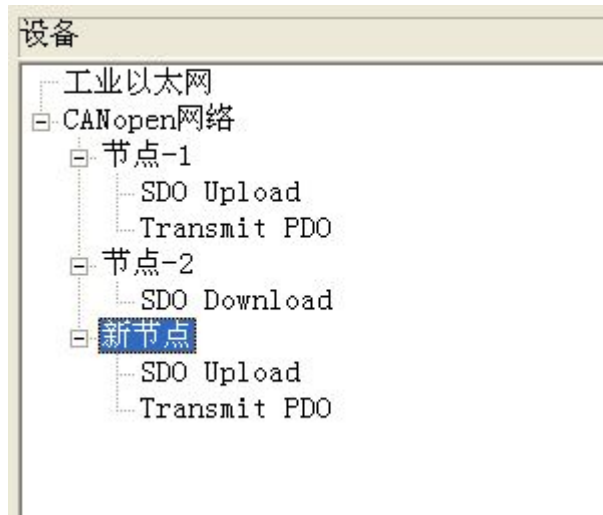 设备
工业以太网
CANopen网络
节点-1
SDO Upload
Transmit PDO
节点-2
SDO Download
新节点
SDO Upload
Transmit PDO